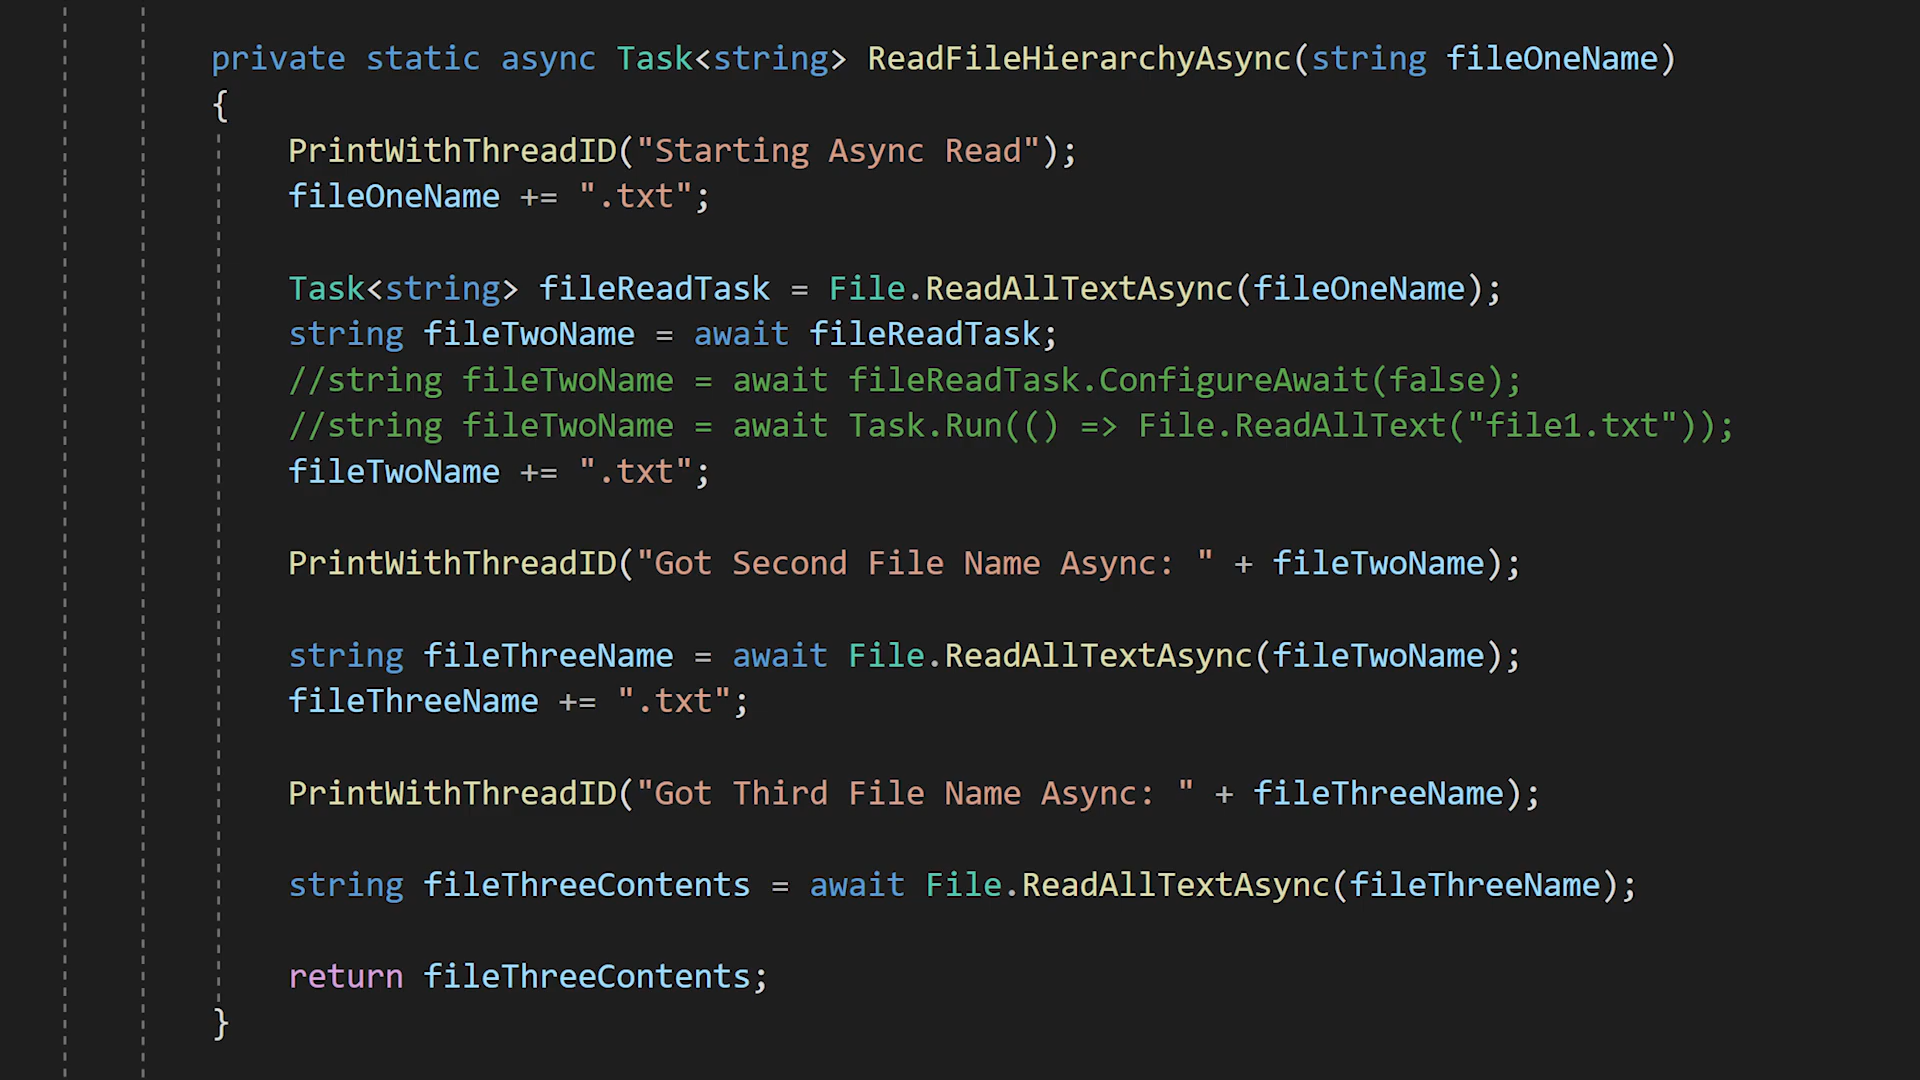 private static async Task<string> ReadFileHierarchyAsync(string fileOneName)
{
PrintWithThreadID("Starting Async Read");
fileOneName += ".txt";
Task<string> fileReadTask = File.ReadAllTextAsync(fileOneName);
string fileTwoName = await fileReadTask;
//string fileTwoName = await fileReadTask.ConfigureAwait(false);
//string fileTwoName = await Task.Run(() => File.ReadAllText("file1.txt"));
fileTwoName += ".txt";
PrintWithThreadID("Got Second File Name Async: " + fileTwoName);
string fileThreeName = await File.ReadAllTextAsync(fileTwoName);
fileThreeName += ".txt";
PrintWithThreadID("Got Third File Name Async: " + fileThreeName);
string fileThreeContents = await File.ReadAllTextAsync(fileThreeName);
return fileThreeContents;
}